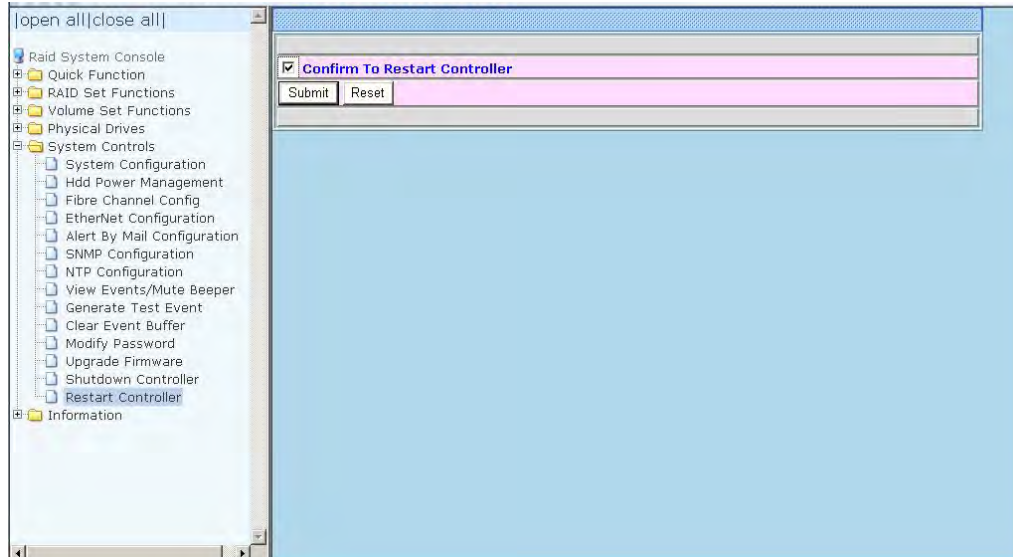 |open all|close all|
Raid System Console
Quick Function
RAID Set Functions
Volume Set Functions
Physical Drives
System Controls
System Configuration
Hdd Power Management
Fibre Channel Config
EtherNet Configuration
Alert By Mail Configuration
SNMP Configuration
NTP Configuration
View Events/Mute Beeper
Generate Test Event
Clear Event Buffer
Modify Password
Upgrade Firmware
Shutdown Controller
Restart Controller
Information
Confirm To Restart Controller
Submit Reset